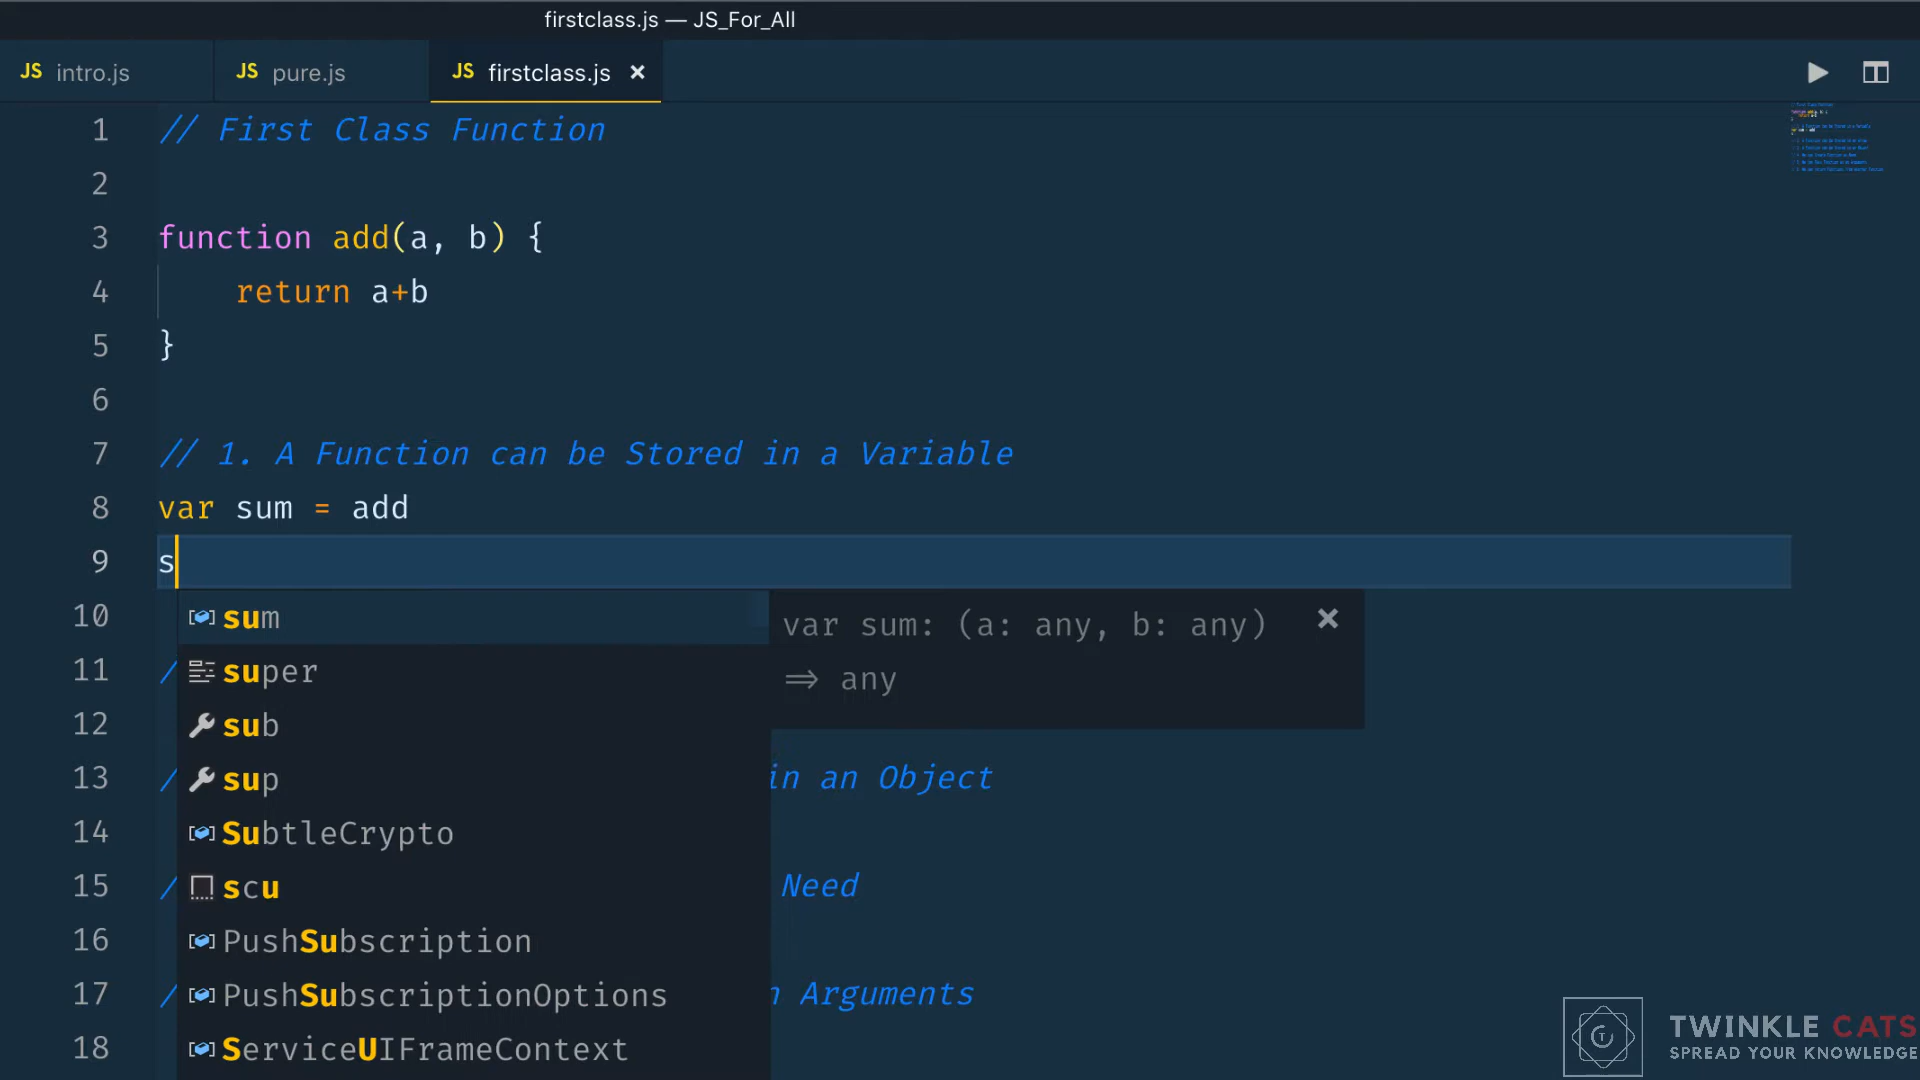 firstclass.js — JS_For_All
JS intro.js
JS pure.js
JS firstclass.js ×
1 // First Class Function
2
3 function add(a, b) {
4 return a+b
5 }
6
7 // 1. A Function can be Stored in a Variable
8 var sum = add
9 s
10 sum
var sum: (a: any, b: any) ×
⇒ any
11 / super
12 sub
13 / sup in an Object
14 SubtleCrypto
15 / scu Need
16 PushSubscription
17 / PushSubscriptionOptions Arguments
18 ServiceUIFrameContext
TWINKLE CATS
SPREAD YOUR KNOWLEDGE